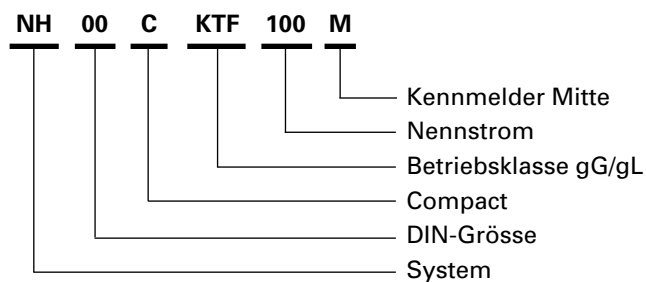 NH 00 C KTF 100 M
Kennmelder Mitte
Nennstrom
Betriebsklasse gG/gL
Compact
DIN-Grösse
System